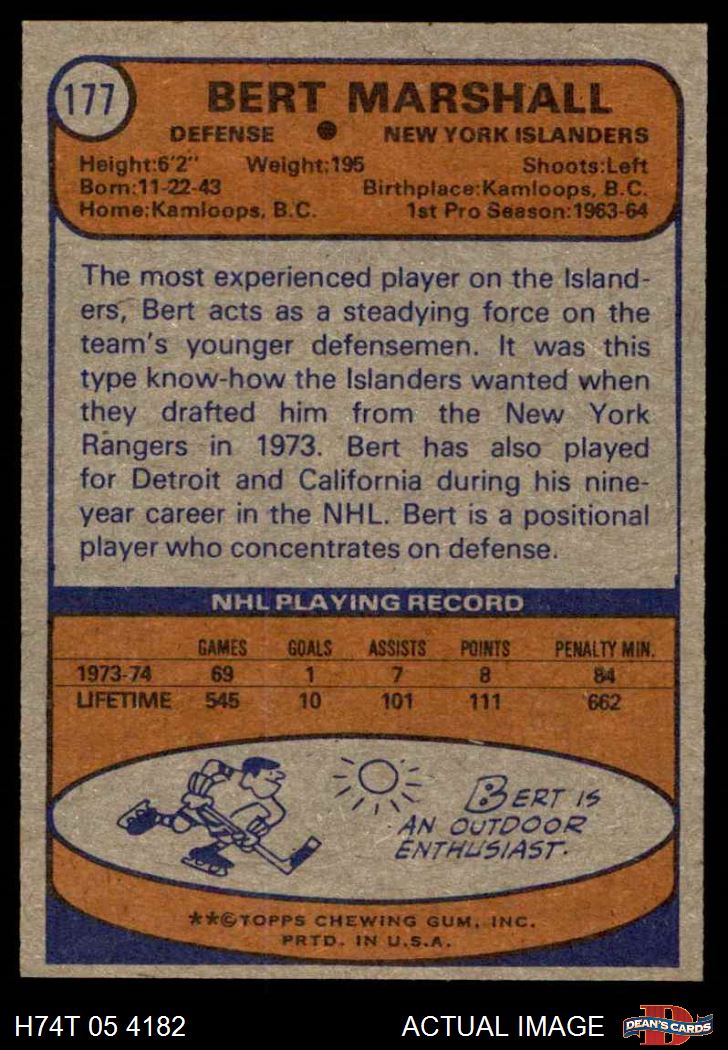 177
BERT MARSHALL
DEFENSE ● NEW YORK ISLANDERS
Height:6'2" Weight:195 Shoots:Left
Born:11-22-43 Birthplace:Kamloops, B.C.
Home:Kamloops, B.C. 1st Pro Season:1963-64
The most experienced player on the Island-
ers, Bert acts as a steadying force on the
team's younger defensemen. It was this
type know-how the Islanders wanted when
they drafted him from the New York
Rangers in 1973. Bert has also played
for Detroit and California during his nine-
year career in the NHL. Bert is a positional
player who concentrates on defense.
NHL PLAYING RECORD
GAMES GOALS ASSISTS POINTS PENALTY MIN.
1973-74 69 1 7 8 84
LIFETIME 545 10 101 111 662
BERT IS
AN OUTDOOR
ENTHUSIAST.
**©TOPPS CHEWING GUM, INC.
PRTD. IN U.S.A.
H74T 05 4182 ACTUAL IMAGE
D
DEAN'S CARDS